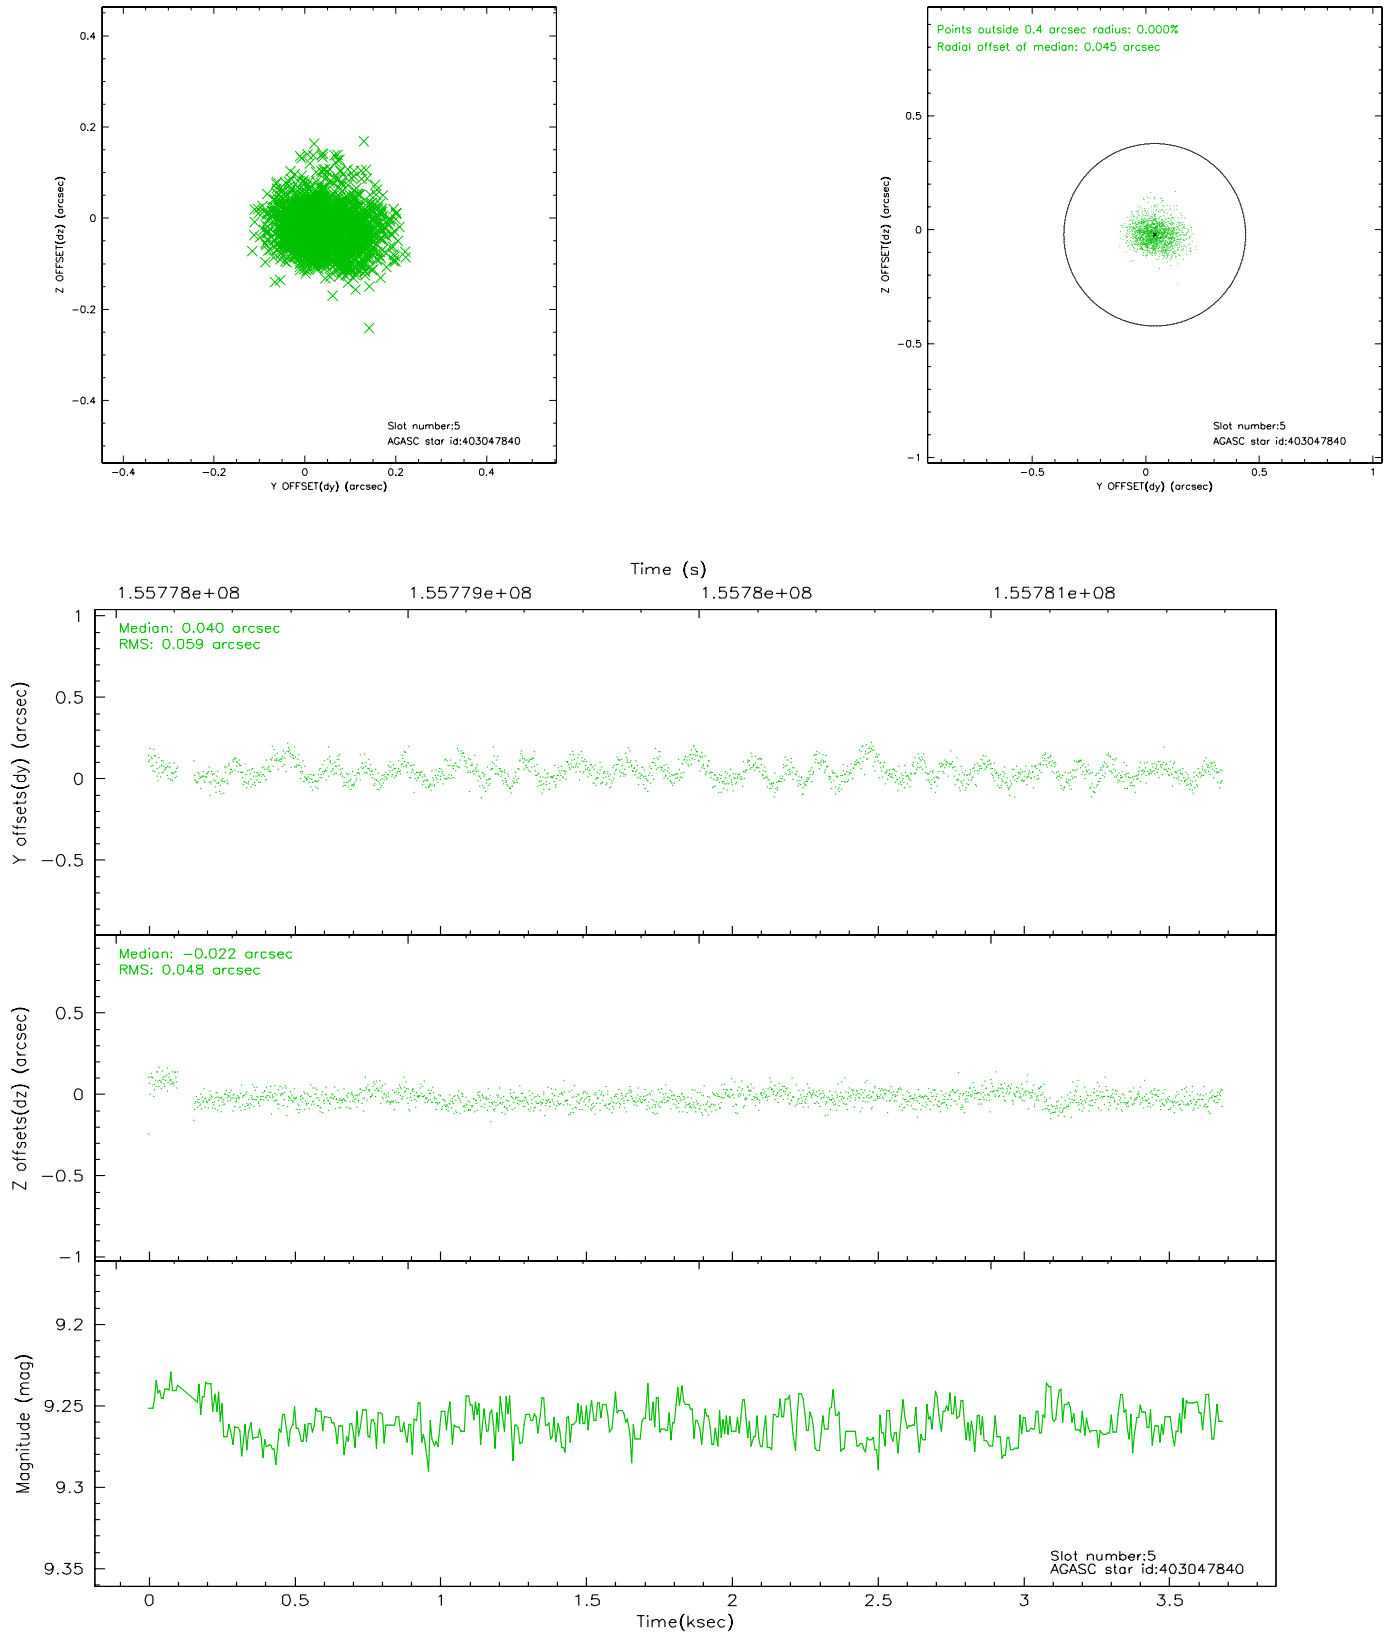 0.4
0.2
0
−0.2
−0.4
Z OFFSET(dz) (arcsec)
Slot number:5
AGASC star id:403047840
−0.4 −0.2 0 0.2 0.4
Y OFFSET(dy) (arcsec)
Points outside 0.4 arcsec radius: 0.000%
Radial offset of median: 0.045 arcsec
0.5
0
−0.5
−1
Z OFFSET(dz) (arcsec)
Slot number:5
AGASC star id:403047840
−0.5 0 0.5 1
Y OFFSET(dy) (arcsec)
Time (s)
1.55778e+08 1.55779e+08 1.5578e+08 1.55781e+08
Median: 0.040 arcsec
RMS: 0.059 arcsec
1
0.5
0
−0.5
Y offsets(dy) (arcsec)
Median: −0.022 arcsec
RMS: 0.048 arcsec
0.5
0
−0.5
−1
Z offsets(dz) (arcsec)
9.2
9.25
9.3
9.35
Magnitude (mag)
Slot number:5
AGASC star id:403047840
0 0.5 1 1.5 2 2.5 3 3.5
Time(ksec)